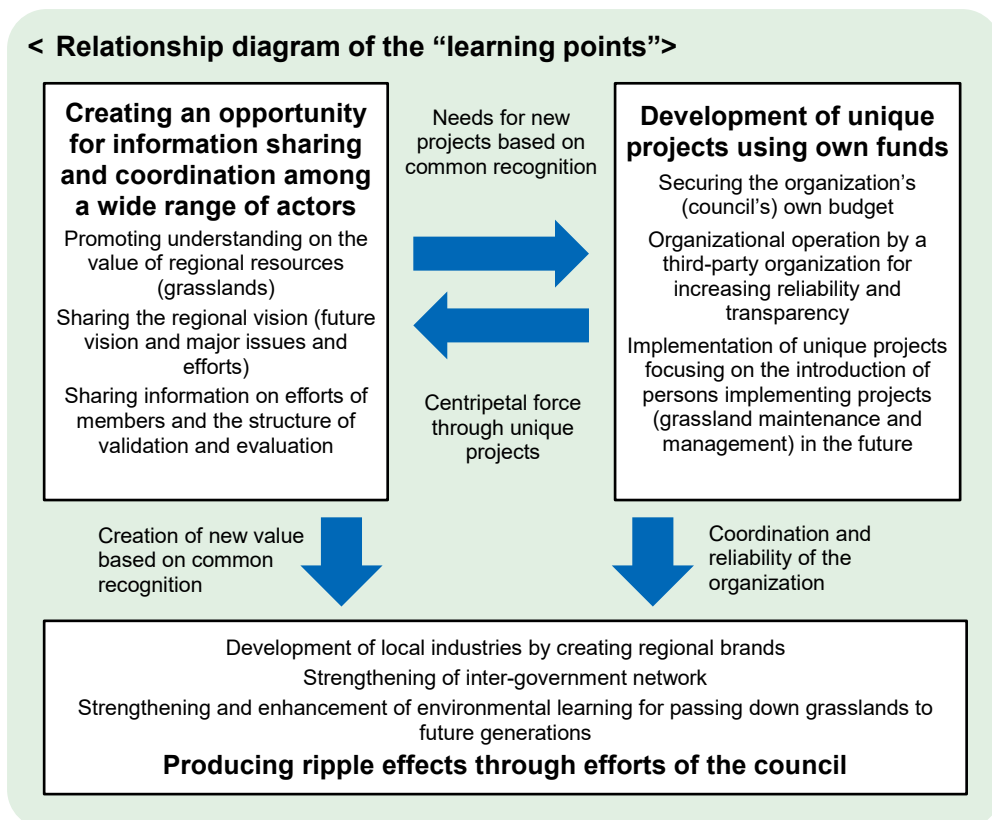 < Relationship diagram of the “learning points”>
Creating an opportunity
for information sharing
and coordination among
a wide range of actors
Promoting understanding on the
value of regional resources
(grasslands)
Sharing the regional vision (future
vision and major issues and
efforts)
Sharing information on efforts of
members and the structure of
validation and evaluation
Needs for new
projects based on
common recognition
Centripetal force
through unique
projects
Development of unique
projects using own funds
Securing the organization’s
(council’s) own budget
Organizational operation by a
third-party organization for
increasing reliability and
transparency
Implementation of unique projects
focusing on the introduction of
persons implementing projects
(grassland maintenance and
management) in the future
Creation of new value
based on common
recognition
Coordination and
reliability of the
organization
Development of local industries by creating regional brands
Strengthening of inter-government network
Strengthening and enhancement of environmental learning for passing down grasslands to
future generations
Producing ripple effects through efforts of the council